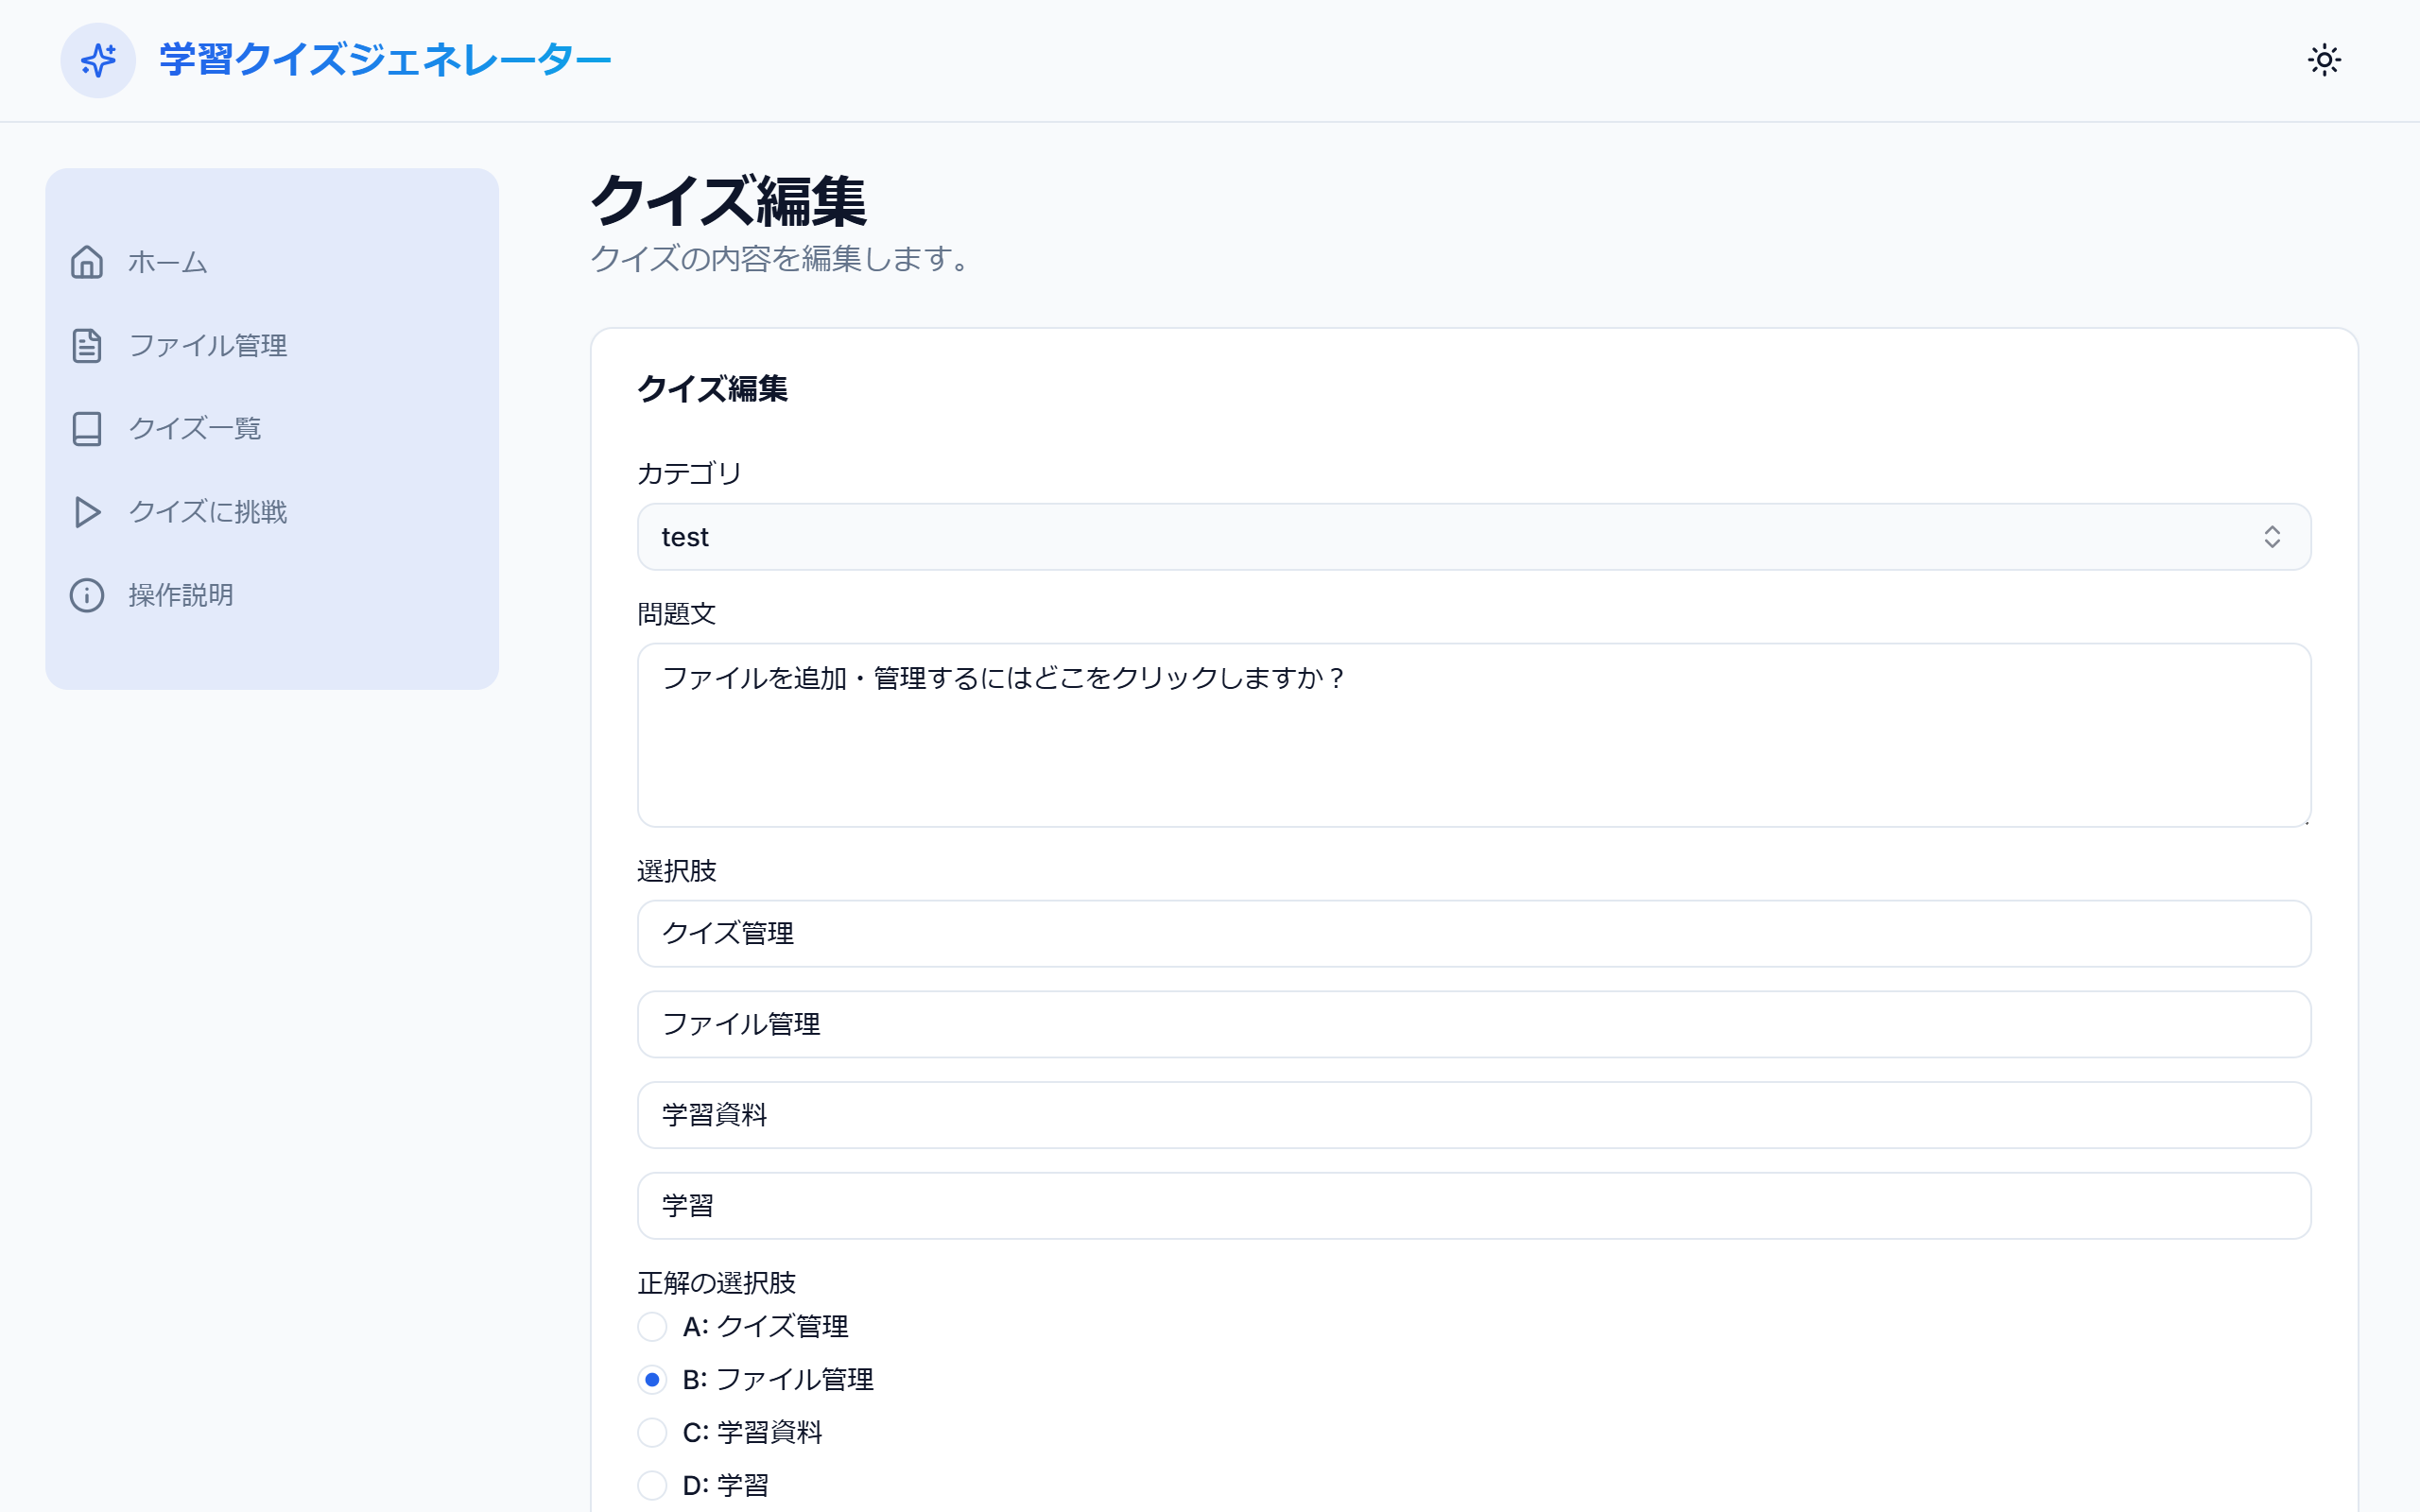 学習クイズジェネレーター
ホーム
ファイル管理
クイズ一覧
クイズに挑戦
操作説明
クイズ編集
クイズの内容を編集します。
クイズ編集
カテゴリ
test
問題文
ファイルを追加・管理するにはどこをクリックしますか？
選択肢
クイズ管理
ファイル管理
学習資料
学習
正解の選択肢
A: クイズ管理
B: ファイル管理
C: 学習資料
D: 学習